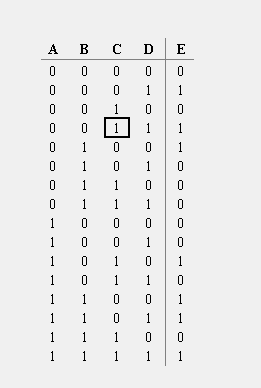 A B C D E
0 0 0 0 0
0 0 0 1 1
0 0 1 0 0
0 0 1 1 1
0 1 0 0 1
0 1 0 1 0
0 1 1 0 0
0 1 1 1 0
1 0 0 0 0
1 0 0 1 0
1 0 1 0 1
1 0 1 1 0
1 1 0 0 1
1 1 0 1 1
1 1 1 0 0
1 1 1 1 1